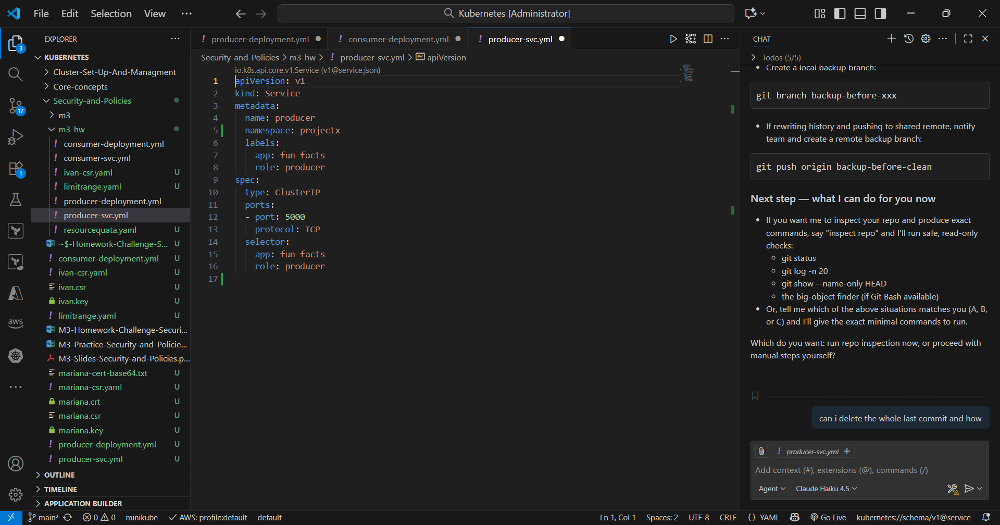 File Edit Selection View ···
Kubernetes [Administrator]
EXPLORER
KUBERNETES
Cluster-Set-Up-And-Managment
Core-concepts
Security-and-Policies
m3
m3-hw
! consumer-deployment.yml
! consumer-svc.yml
! ivan-csr.yaml U
! limitrange.yaml U
! producer-deployment.yml
! producer-svc.yml
! resourcequata.yaml U
~$-Homework-Challenge-S... U
! consumer-deployment.yml U
! ivan-csr.yaml U
ivan.csr U
ivan.key U
! limitrange.yaml U
M3-Homework-Challenge-Securi...
M3-Practice-Security-and-Policie...
M3-Slides-Security-and-Policies.p...
mariana-cert-base64.txt U
! mariana-csr.yaml U
mariana.crt U
mariana.csr U
mariana.key U
! producer-deployment.yml U
! producer-svc.yml U
OUTLINE
TIMELINE
APPLICATION BUILDER
3
17
1
aws
! producer-deployment.yml ! consumer-deployment.yml ! producer-svc.yml
Security-and-Policies > m3-hw > ! producer-svc.yml > abc apiVersion
io.k8s.api.core.v1.Service (v1@service.json)
1 apiVersion: v1
2 kind: Service
3 metadata:
4 name: producer
5 namespace: projectx
6 labels:
7 app: fun-facts
8 role: producer
9 spec:
10 type: ClusterIP
11 ports:
12 - port: 5000
13 protocol: TCP
14 selector:
15 app: fun-facts
16 role: producer
17
CHAT
Todos (5/5)
• Create a local backup branch:
git branch backup-before-xxx
• If rewriting history and pushing to shared remote, notify
team and create a remote backup branch:
git push origin backup-before-clean
Next step — what I can do for you now
• If you want me to inspect your repo and produce exact
commands, say "inspect repo" and I'll run safe, read-only
checks:
◦ git status
◦ git log -n 20
◦ git show --name-only HEAD
◦ the big-object finder (if Git Bash available)
• Or, tell me which of the above situations matches you (A, B,
or C) and I’ll give the exact minimal commands to run.
Which do you want: run repo inspection now, or proceed with
manual steps yourself?
can i delete the whole last commit and how
! producer-svc.yml +
Add context (#), extensions (@), commands (/)
Agent Claude Haiku 4.5
main* 0 0 minikube AWS: profile:default default
Ln 1, Col 1 Spaces: 2 UTF-8 CRLF {} YAML Go Live kubernetes://schema/v1@service